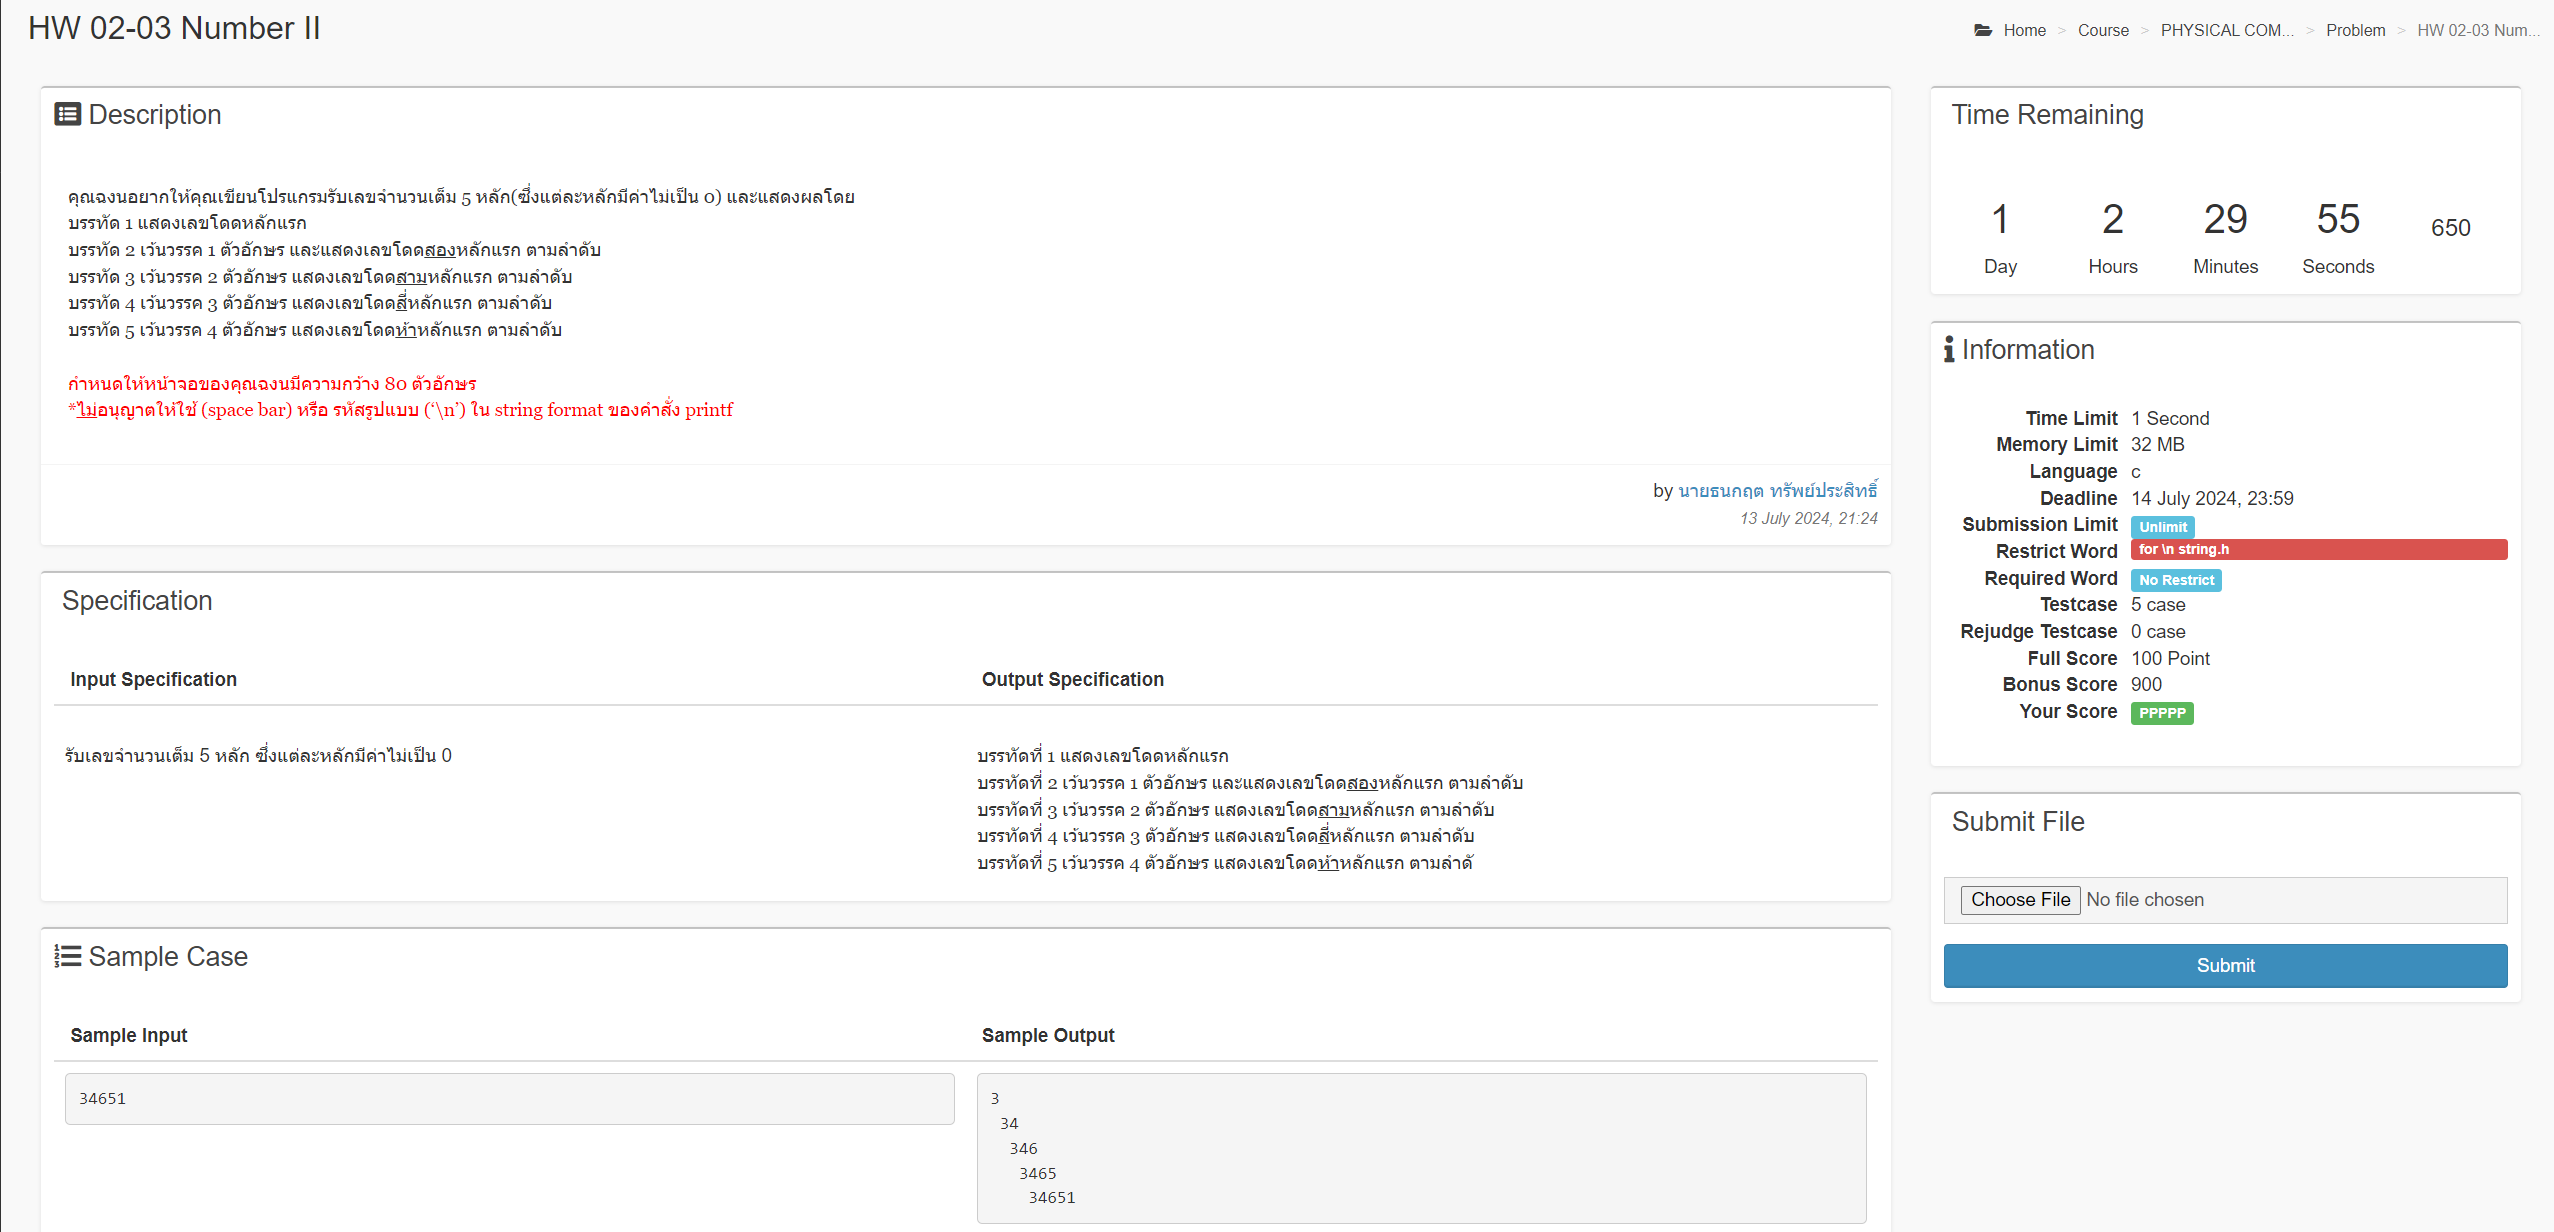 HW 02-03 Number II
Home > Course > PHYSICAL COM... > Problem > HW 02-03 Num...
Description
คุณฉงนอยากให้คุณเขียนโปรแกรมรับเลขจำนวนเต็ม 5 หลัก(ซึ่งแต่ละหลักมีค่าไม่เป็น 0) และแสดงผลโดย
บรรทัด 1 แสดงเลขโดดหลักแรก
บรรทัด 2 เว้นวรรค 1 ตัวอักษร และแสดงเลขโดดสองหลักแรก ตามลำดับ
บรรทัด 3 เว้นวรรค 2 ตัวอักษร แสดงเลขโดดสามหลักแรก ตามลำดับ
บรรทัด 4 เว้นวรรค 3 ตัวอักษร แสดงเลขโดดสี่หลักแรก ตามลำดับ
บรรทัด 5 เว้นวรรค 4 ตัวอักษร แสดงเลขโดดห้าหลักแรก ตามลำดับ
กำหนดให้หน้าจอของคุณฉงนมีความกว้าง 80 ตัวอักษร
*ไม่อนุญาตให้ใช้ (space bar) หรือ รหัสรูปแบบ (‘\n’) ใน string format ของคำสั่ง printf
by นายธนกฤต ทรัพย์ประสิทธิ์
13 July 2024, 21:24
Specification
Input Specification
Output Specification
รับเลขจำนวนเต็ม 5 หลัก ซึ่งแต่ละหลักมีค่าไม่เป็น 0
บรรทัดที่ 1 แสดงเลขโดดหลักแรก
บรรทัดที่ 2 เว้นวรรค 1 ตัวอักษร และแสดงเลขโดดสองหลักแรก ตามลำดับ
บรรทัดที่ 3 เว้นวรรค 2 ตัวอักษร แสดงเลขโดดสามหลักแรก ตามลำดับ
บรรทัดที่ 4 เว้นวรรค 3 ตัวอักษร แสดงเลขโดดสี่หลักแรก ตามลำดับ
บรรทัดที่ 5 เว้นวรรค 4 ตัวอักษร แสดงเลขโดดห้าหลักแรก ตามลำดั
Sample Case
Sample Input
Sample Output
34651
3
34
346
3465
34651
Time Remaining
1 2 29 55 650
Day Hours Minutes Seconds
Information
Time Limit 1 Second
Memory Limit 32 MB
Language c
Deadline 14 July 2024, 23:59
Submission Limit Unlimit
Restrict Word for \n string.h
Required Word No Restrict
Testcase 5 case
Rejudge Testcase 0 case
Full Score 100 Point
Bonus Score 900
Your Score PPPPP
Submit File
Choose File No file chosen
Submit